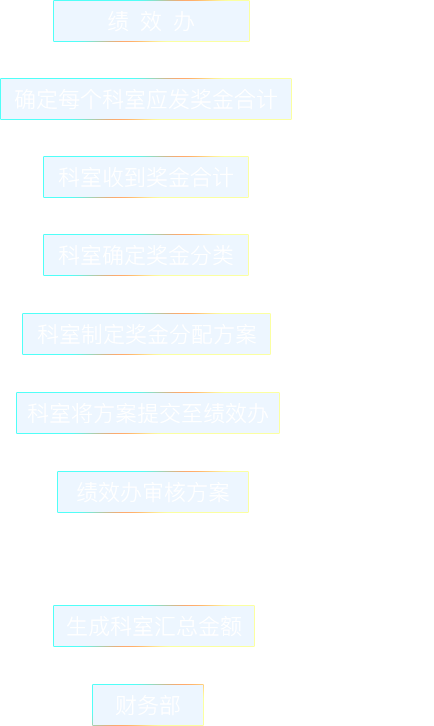 绩 效 办
确定每个科室应发奖金合计
科室收到奖金合计
科室确定奖金分类
科室制定奖金分配方案
科室将方案提交至绩效办
绩效办审核方案
生成科室汇总金额
财务部